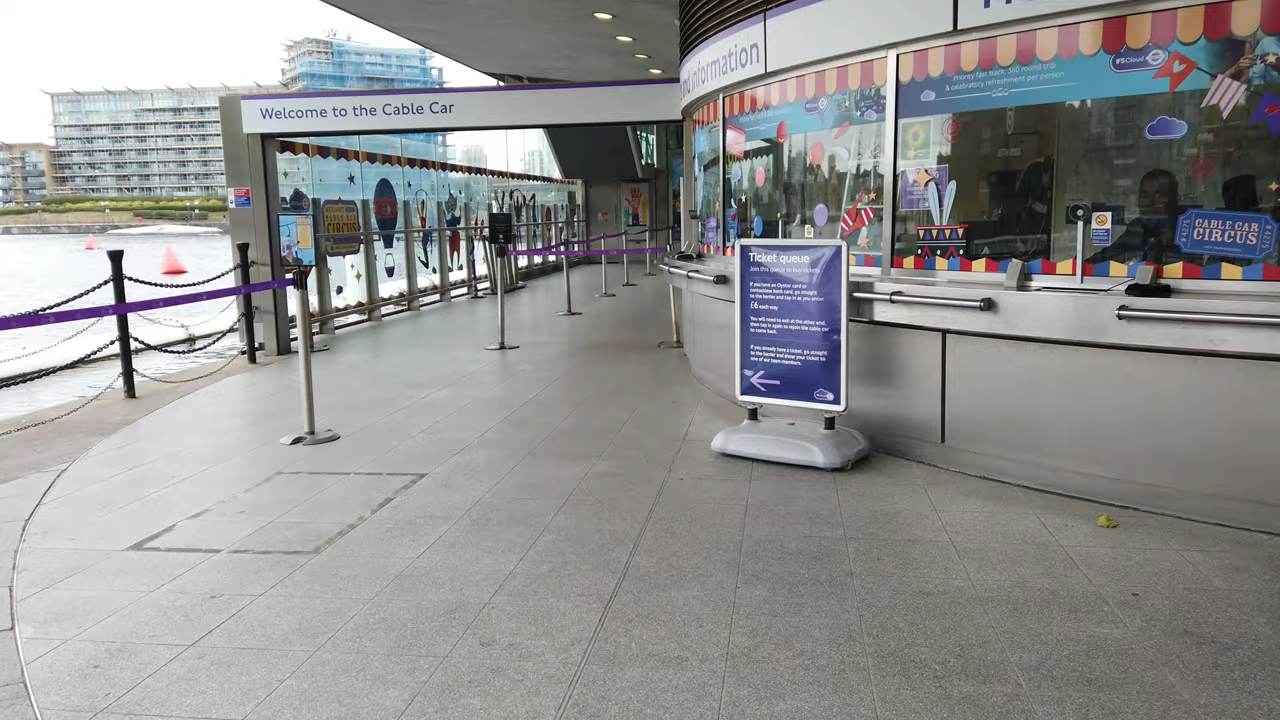 Welcome to the Cable Car
and information
Priority fast track, 360 round trip
& celebratory refreshment per person
IFS Cloud
CABLE CAR
CIRCUS
CIRCUS
Ticket queue
Join this queue to buy tickets
If you have an Oyster card or
contactless bank card, go straight
to the barrier and tap in as you enter
£6 each way
You will need to exit at the other end,
then tap in again to rejoin the cable car
to come back.
If you already have a ticket, go straight
to the barrier and show your ticket to
one of our team members.